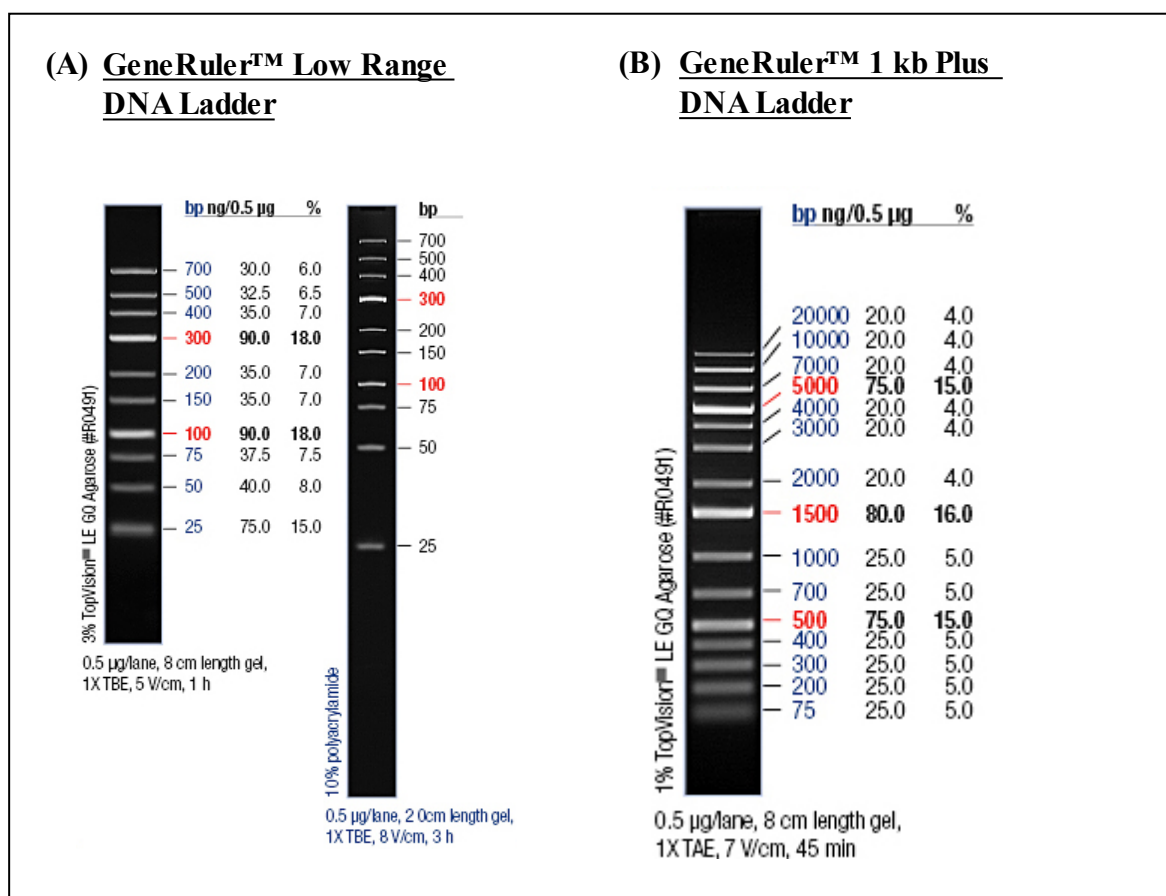 (A) GeneRuler™ Low Range
DNA Ladder
bp ng/0.5 µg %
700 30.0 6.0
500 32.5 6.5
400 35.0 7.0
300 90.0 18.0
200 35.0 7.0
150 35.0 7.0
100 90.0 18.0
75 37.5 7.5
50 40.0 8.0
25 75.0 15.0
3% TopVision LE GQ Agarose (#R0491)
0.5 µg/lane, 8 cm length gel,
1X TBE, 5 V/cm, 1 h
bp
700
500
400
300
200
150
100
75
50
25
10% polyacrylamide
0.5 µg/lane, 2 0cm length gel,
1X TBE, 8 V/cm, 3 h
(B) GeneRuler™ 1 kb Plus
DNA Ladder
bp ng/0.5 µg %
20000 20.0 4.0
10000 20.0 4.0
7000 20.0 4.0
5000 75.0 15.0
4000 20.0 4.0
3000 20.0 4.0
2000 20.0 4.0
1500 80.0 16.0
1000 25.0 5.0
700 25.0 5.0
500 75.0 15.0
400 25.0 5.0
300 25.0 5.0
200 25.0 5.0
75 25.0 5.0
1% TopVision LE GQ Agarose (#R0491)
0.5 µg/lane, 8 cm length gel,
1X TAE, 7 V/cm, 45 min